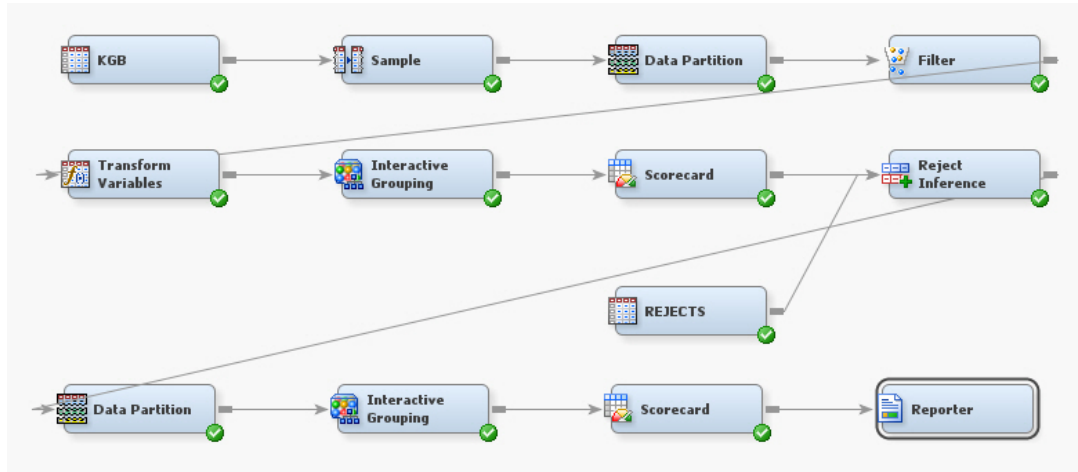 KGB
Sample
Data Partition
Filter
Transform
Variables
Interactive
Grouping
Scorecard
Reject
Inference
REJECTS
Data Partition
Interactive
Grouping
Scorecard
Reporter